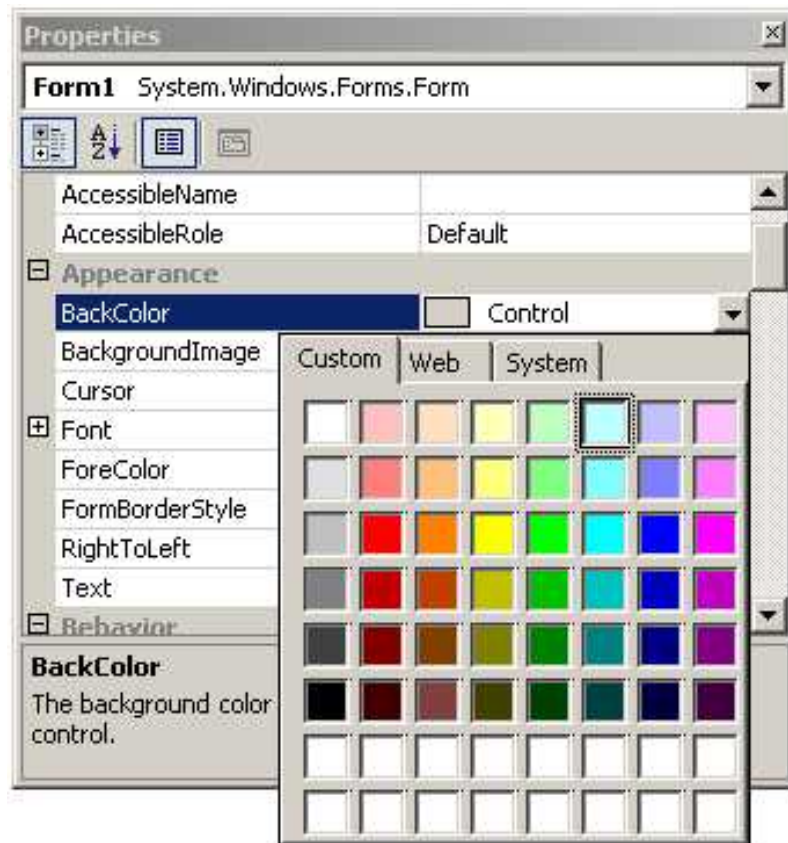 Properties
Form1 System.Windows.Forms.Form
AccessibleName
AccessibleRole Default
Appearance
BackColor Control
BackgroundImage
Custom Web System
Cursor
Font
ForeColor
FormBorderStyle
RightToLeft
Text
Behavior
BackColor
The background color
control.